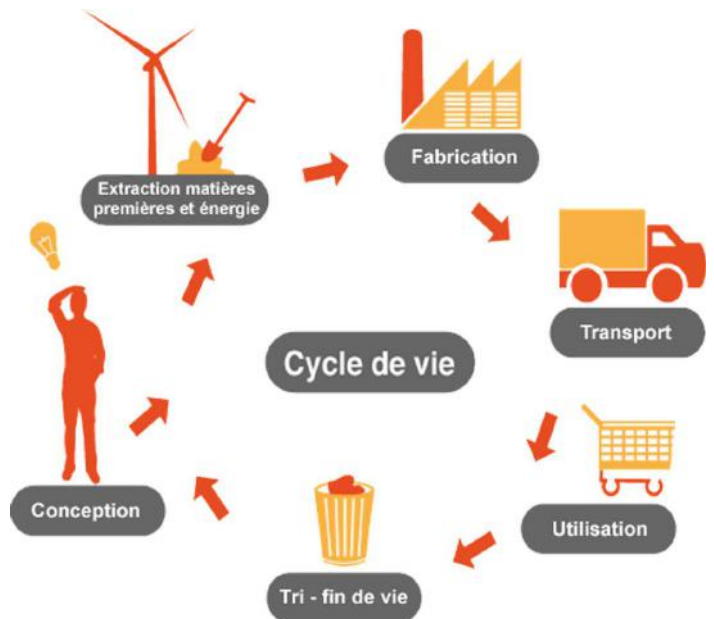 Extraction matières
premières et énergie
Fabrication
Transport
Cycle de vie
Utilisation
Tri - fin de vie
Conception